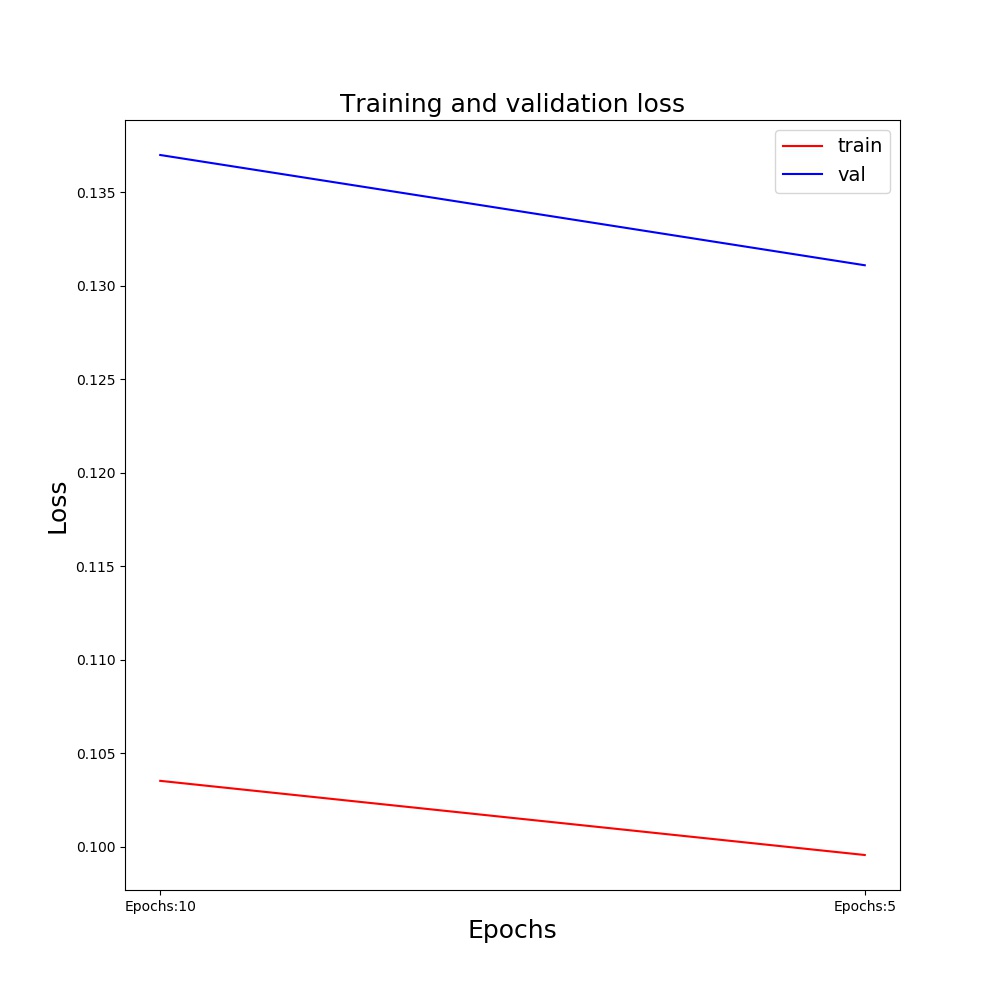 Training and validation loss
train
val
0.135
0.130
0.125
0.120
0.115
0.110
0.105
0.100
Loss
Epochs:10
Epochs:5
Epochs